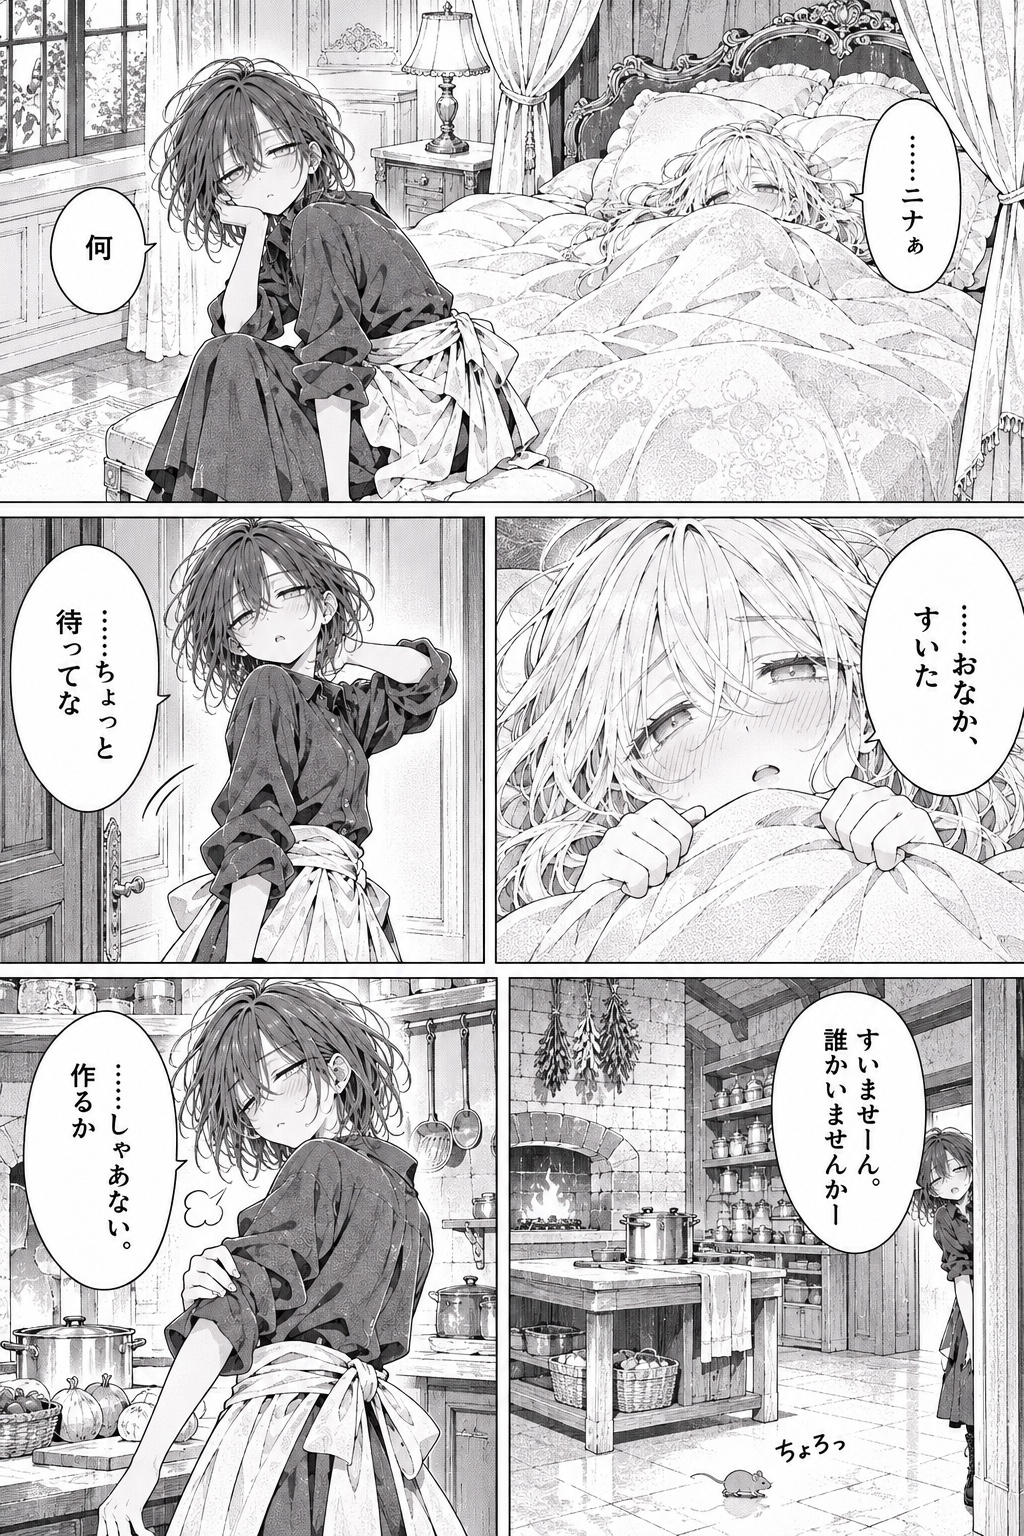 ……ニナぁ
何
……おなか、
すいた
……ちょっと
待ってな
すいませーん。
誰かいませんかー
ちょろっ
……しゃあない。
作るか